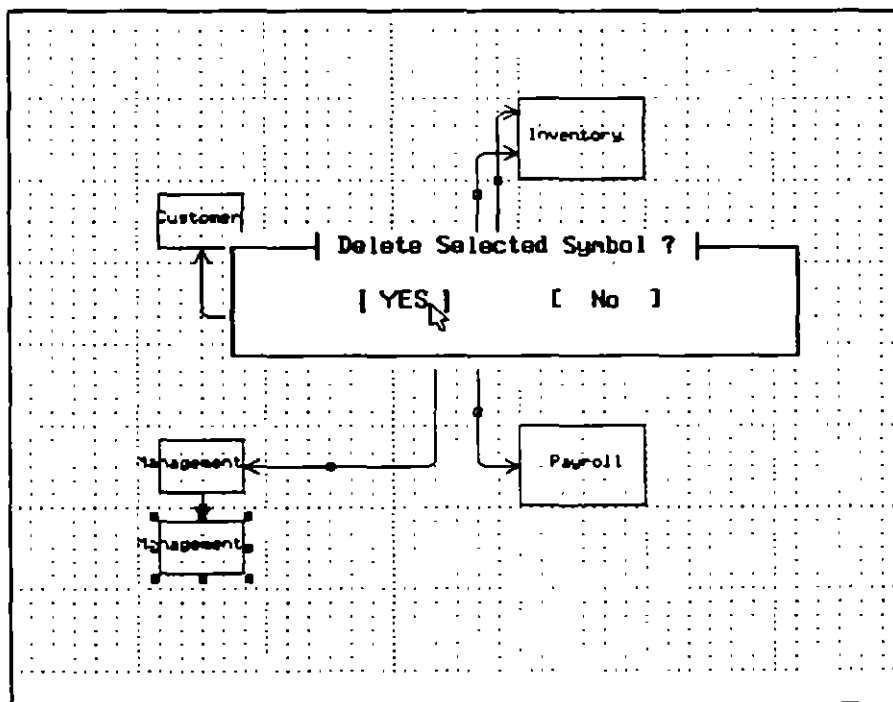 Inventory
Customer
Delete Selected Symbol ?
[ YES ] [ No ]
Management
Payroll
Management